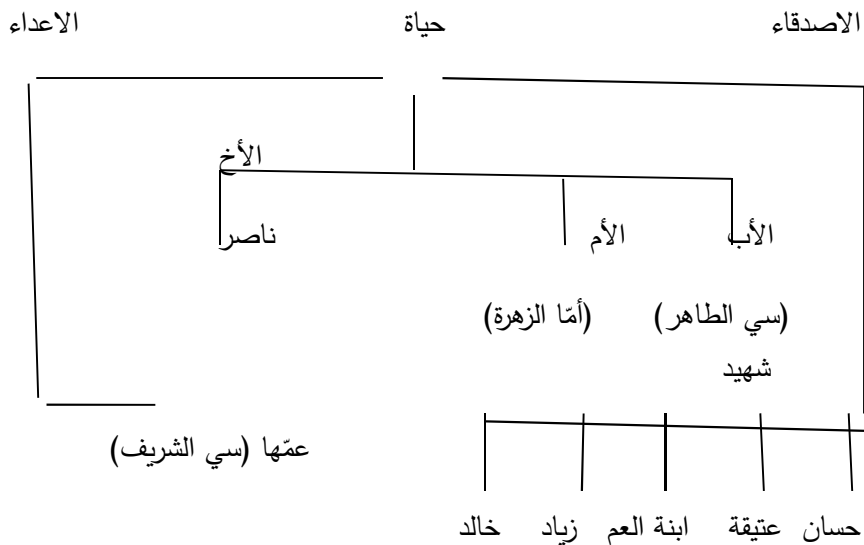 الاصدقاء حياة الاعداء
الأخ
الأب الأم ناصر
(سي الطاهر) (أمّا الزهرة)
شهيد
عمّها (سي الشريف)
حسان عتيقة ابنة العم زياد خالد